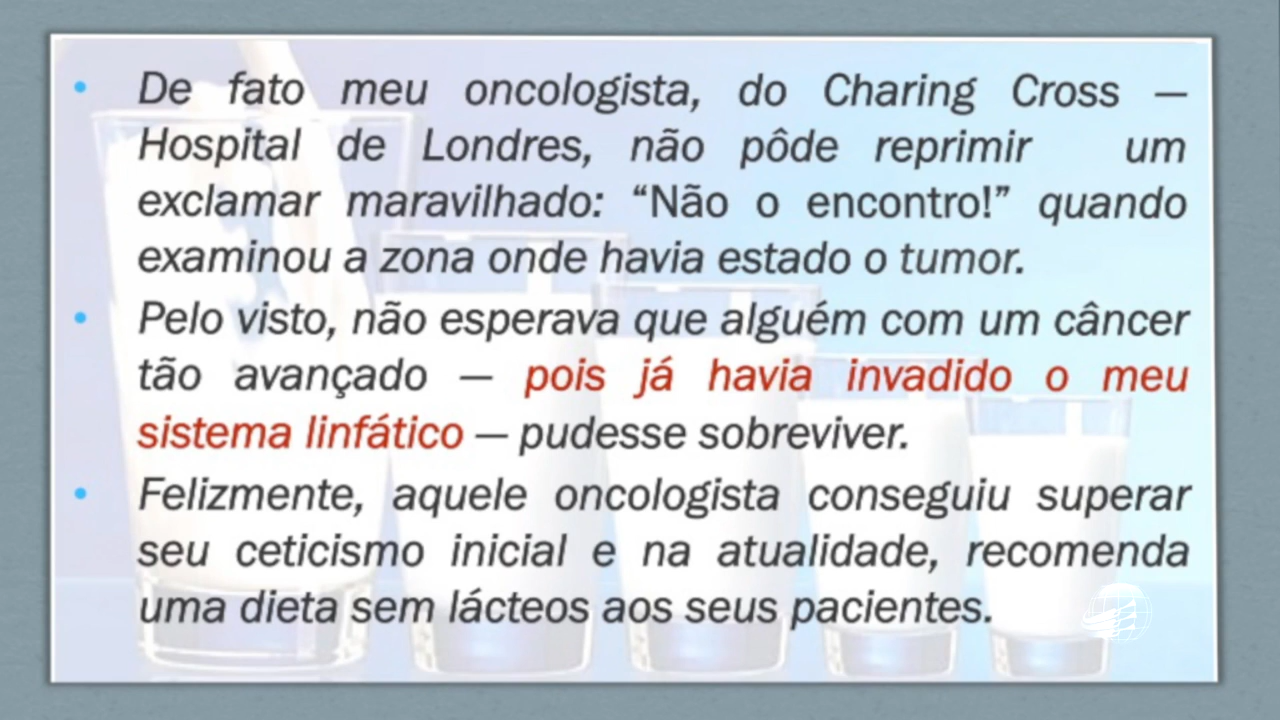 • De fato meu oncologista, do Charing Cross —
Hospital de Londres, não pôde reprimir um
exclamar maravilhado: “Não o encontro!” quando
examinou a zona onde havia estado o tumor.
• Pelo visto, não esperava que alguém com um câncer
tão avançado — pois já havia invadido o meu
sistema linfático — pudesse sobreviver.
• Felizmente, aquele oncologista conseguiu superar
seu ceticismo inicial e na atualidade, recomenda
uma dieta sem lácteos aos seus pacientes.